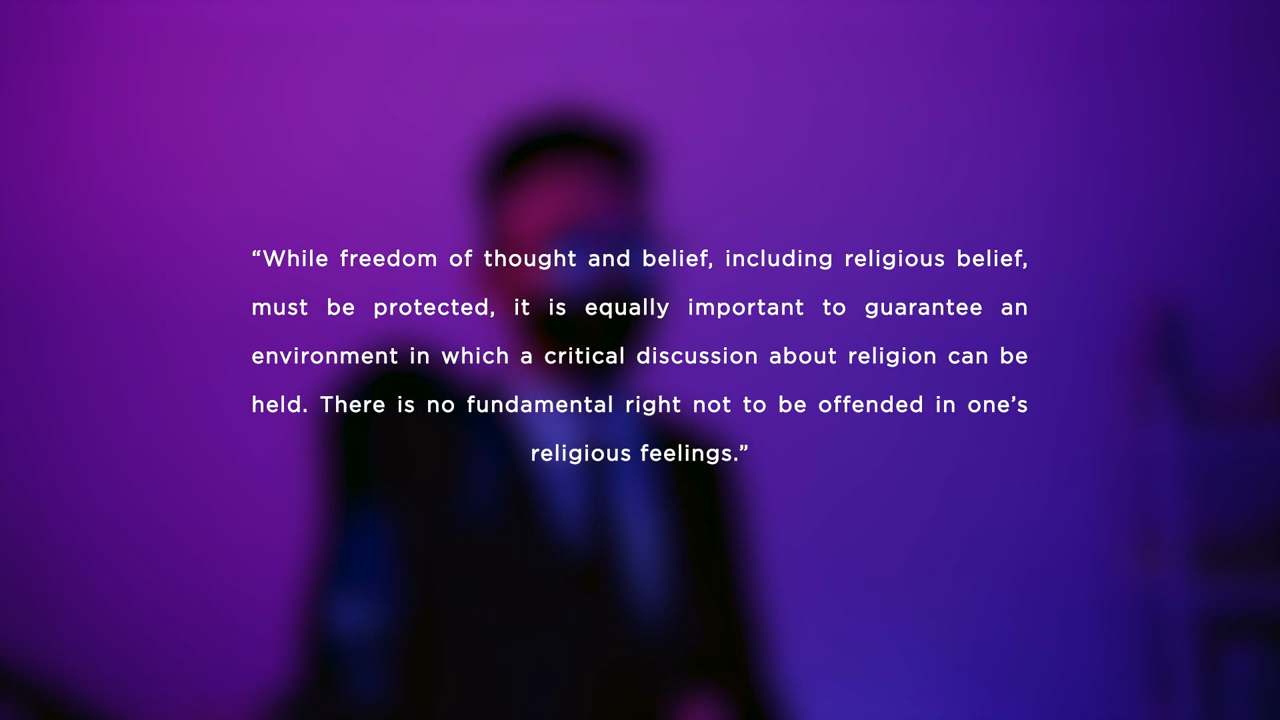 “While freedom of thought and belief, including religious belief,
must be protected, it is equally important to guarantee an
environment in which a critical discussion about religion can be
held. There is no fundamental right not to be offended in one’s
religious feelings.”